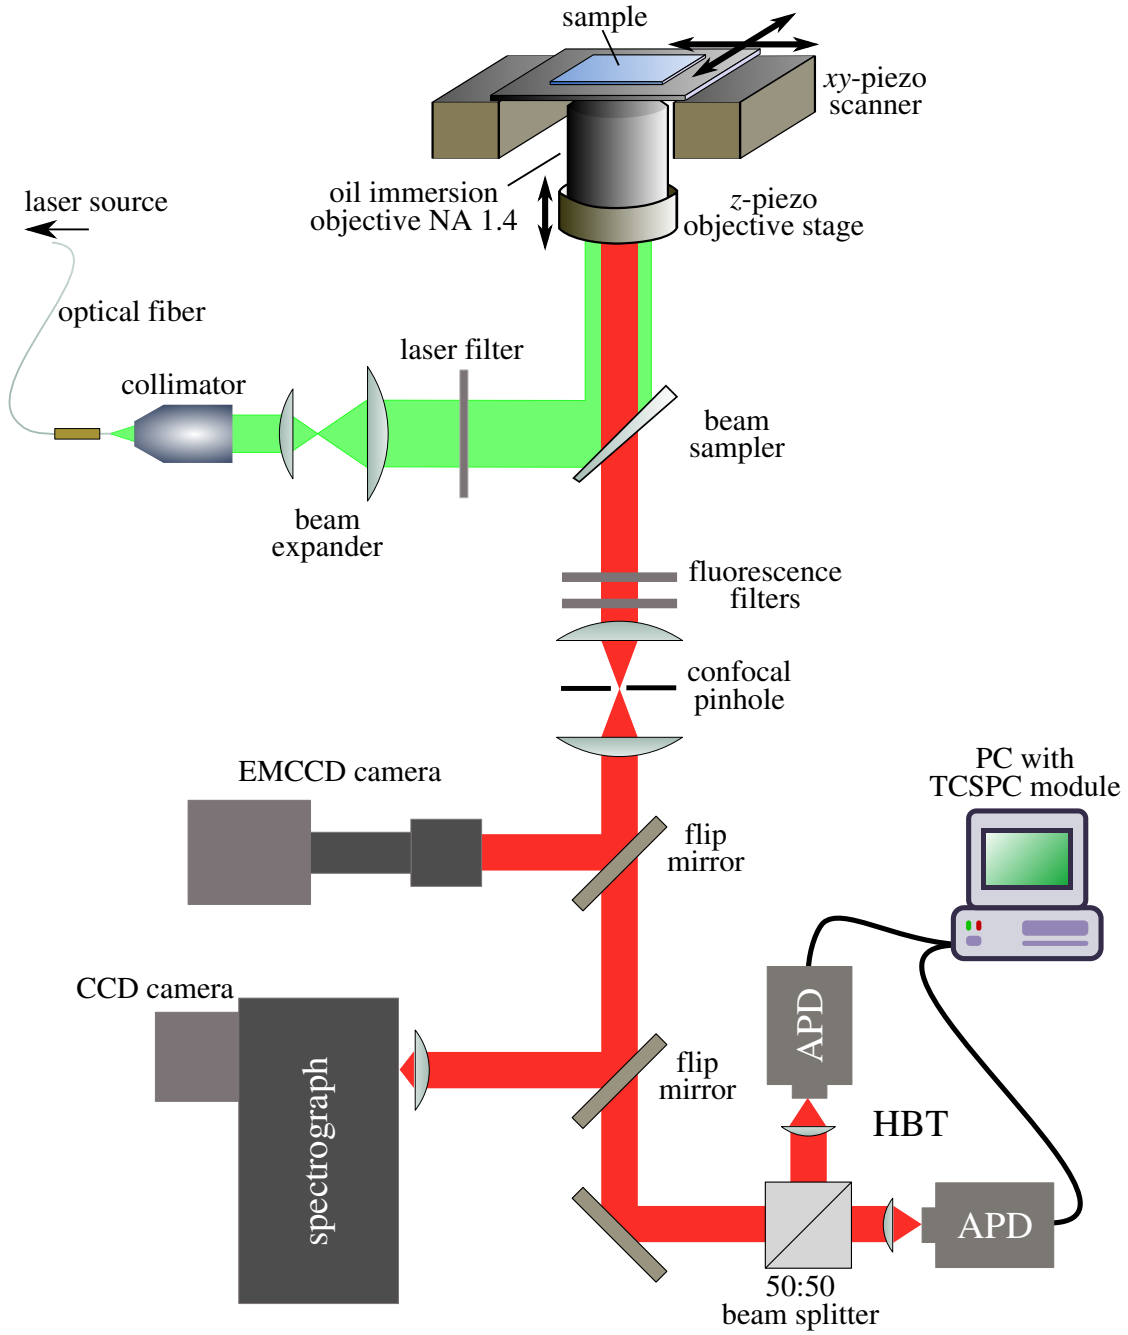 sample
xy-piezo
scanner
oil immersion
objective NA 1.4
z-piezo
objective stage
laser source
optical fiber
laser filter
collimator
beam
sampler
beam
expander
fluorescence
filters
confocal
pinhole
EMCCD camera
PC with
TCSPC module
flip
mirror
CCD camera
APD
spectrograph
flip
mirror
HBT
APD
50:50
beam splitter